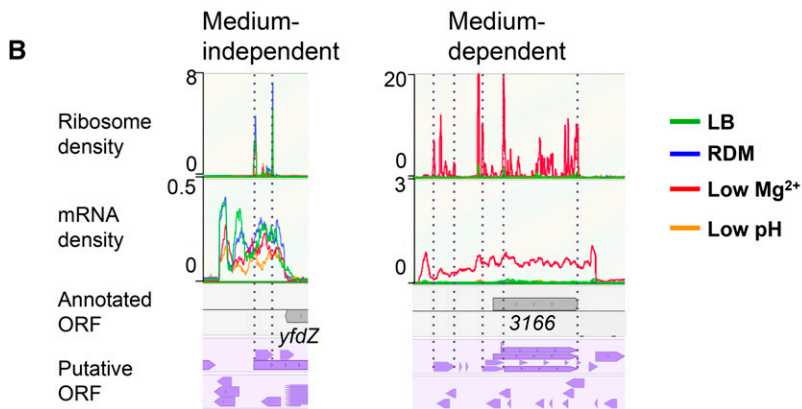 B
Medium-
independent
Medium-
dependent
8
20
Ribosome
density
0
0
0.5
3
mRNA
density
0
0
Annotated
ORF
yfdZ
3166
Putative
ORF
LB
RDM
Low Mg²⁺
Low pH